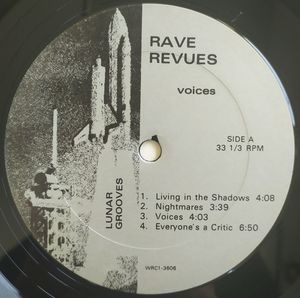 RAVE
REVUES
voices
SIDE A
33 1/3 RPM
LUNAR
GROOVES
1. Living in the Shadows 4:08
2. Nightmares 3:39
3. Voices 4:03
4. Everyone's a Critic 6:50
WRC1-3606